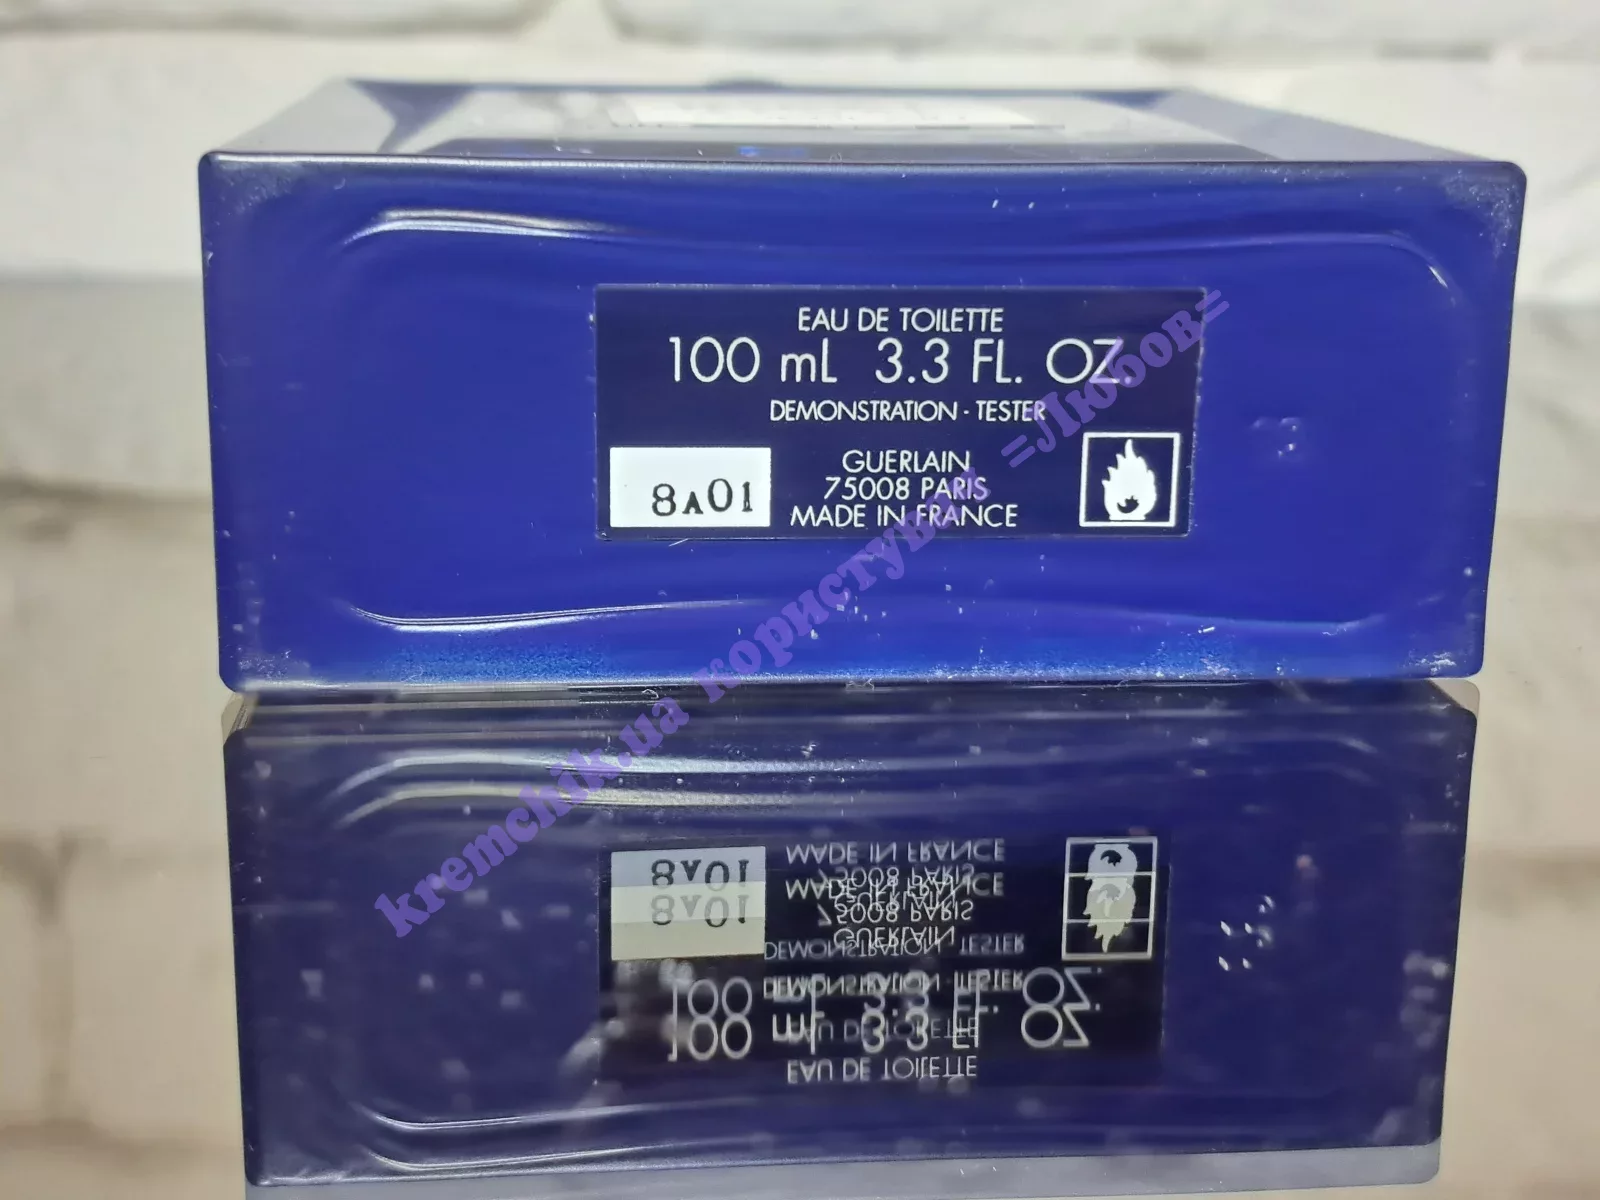 EAU DE TOILETTE
100 mL 3.3 FL. OZ.
DEMONSTRATION - TESTER
8A01
GUERLAIN
75008 PARIS
MADE IN FRANCE
kremchik.ua користувач =Любов=